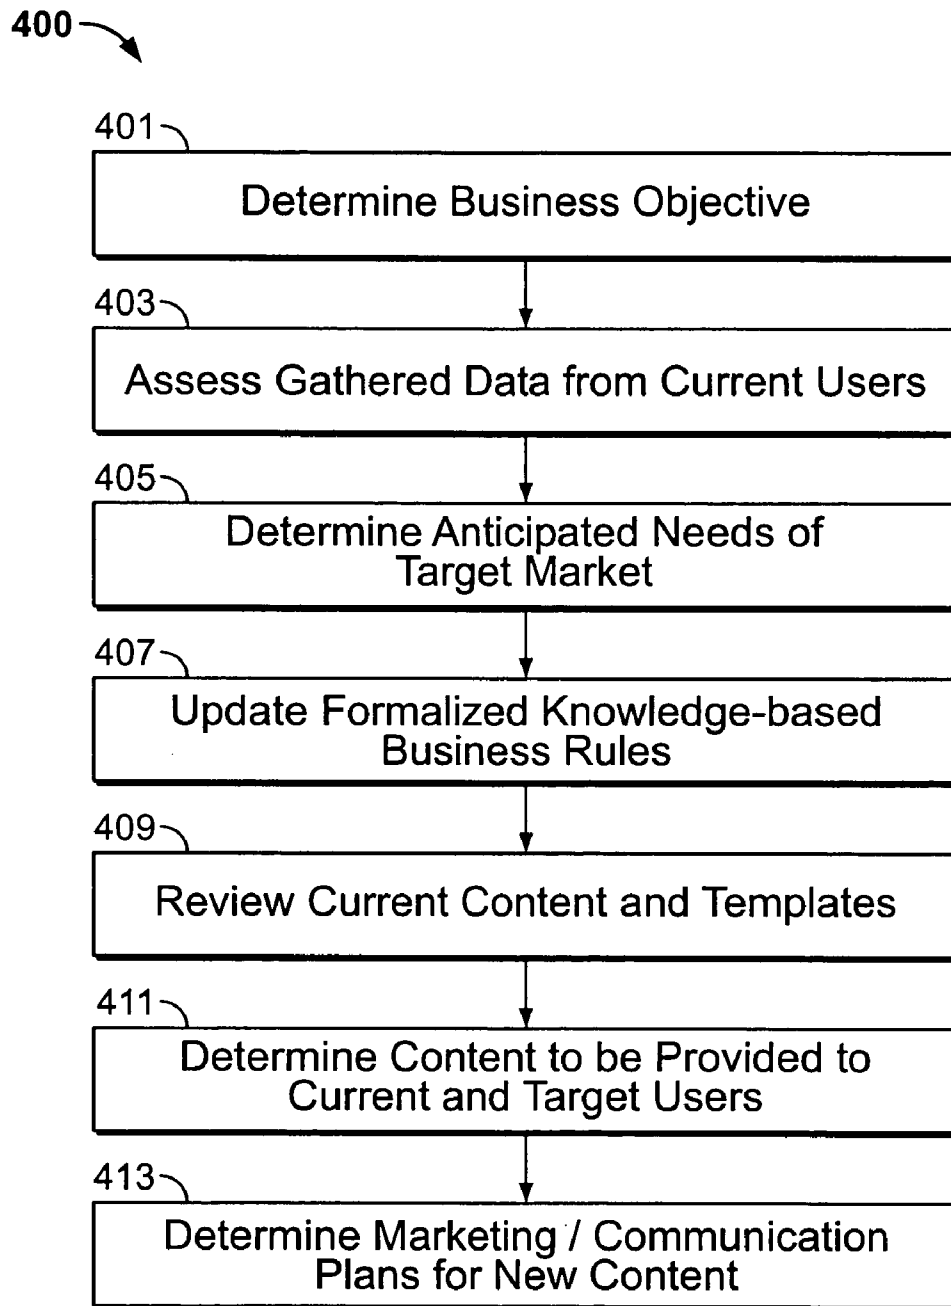 400
401
Determine Business Objective
403
Assess Gathered Data from Current Users
405
Determine Anticipated Needs of
Target Market
407
Update Formalized Knowledge-based
Business Rules
409
Review Current Content and Templates
411
Determine Content to be Provided to
Current and Target Users
413
Determine Marketing / Communication
Plans for New Content